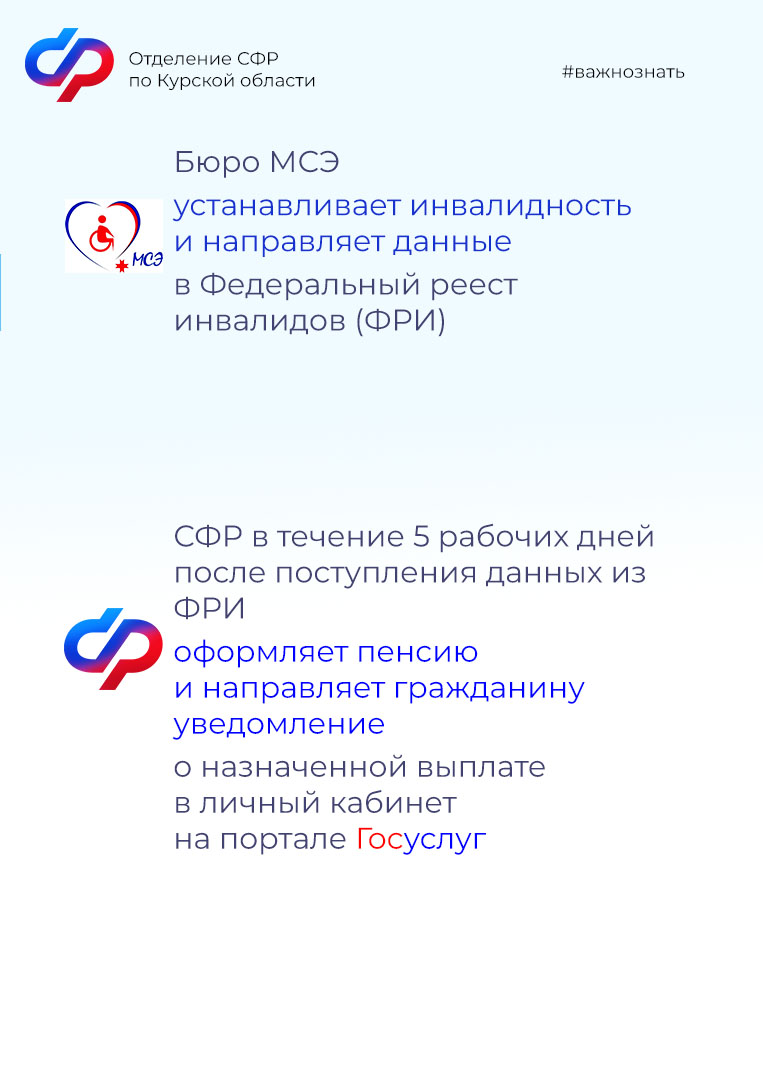 Отделение СФР
по Курской области
#важнознать
Бюро МСЭ
устанавливает инвалидность
и направляет данные
в Федеральный реест
инвалидов (ФРИ)
МСЭ
СФР в течение 5 рабочих дней
после поступления данных из
ФРИ
оформляет пенсию
и направляет гражданину
уведомление
о назначенной выплате
в личный кабинет
на портале Госуслуг